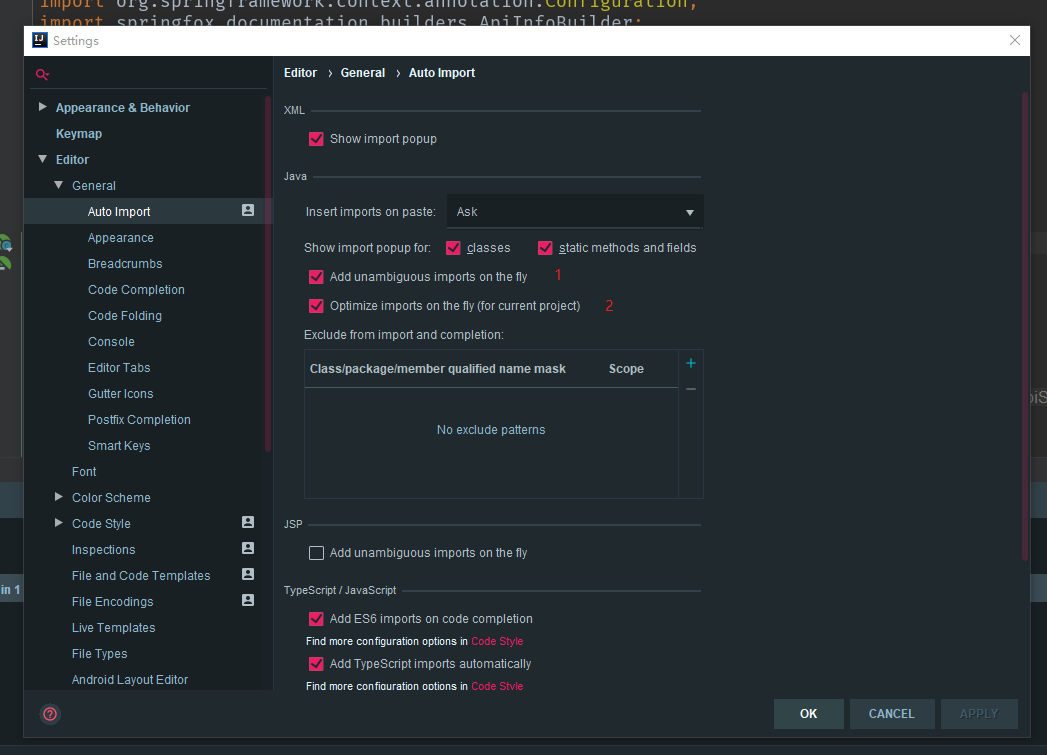 import org.springframework.context.annotation.Configuration;
import springfox.documentation.builders.ApiInfoBuilder;
Settings
Editor › General › Auto Import
Appearance & Behavior
Keymap
Editor
General
Auto Import
Appearance
Breadcrumbs
Code Completion
Code Folding
Console
Editor Tabs
Gutter Icons
Postfix Completion
Smart Keys
Font
Color Scheme
Code Style
Inspections
File and Code Templates
File Encodings
Live Templates
File Types
Android Layout Editor
XML
Show import popup
Java
Insert imports on paste: Ask
Show import popup for: classes static methods and fields
Add unambiguous imports on the fly 1
Optimize imports on the fly (for current project) 2
Exclude from import and completion:
Class/package/member qualified name mask Scope
No exclude patterns
JSP
Add unambiguous imports on the fly
TypeScript / JavaScript
Add ES6 imports on code completion
Find more configuration options in Code Style
Add TypeScript imports automatically
Find more configuration options in Code Style
OK CANCEL APPLY
in 1